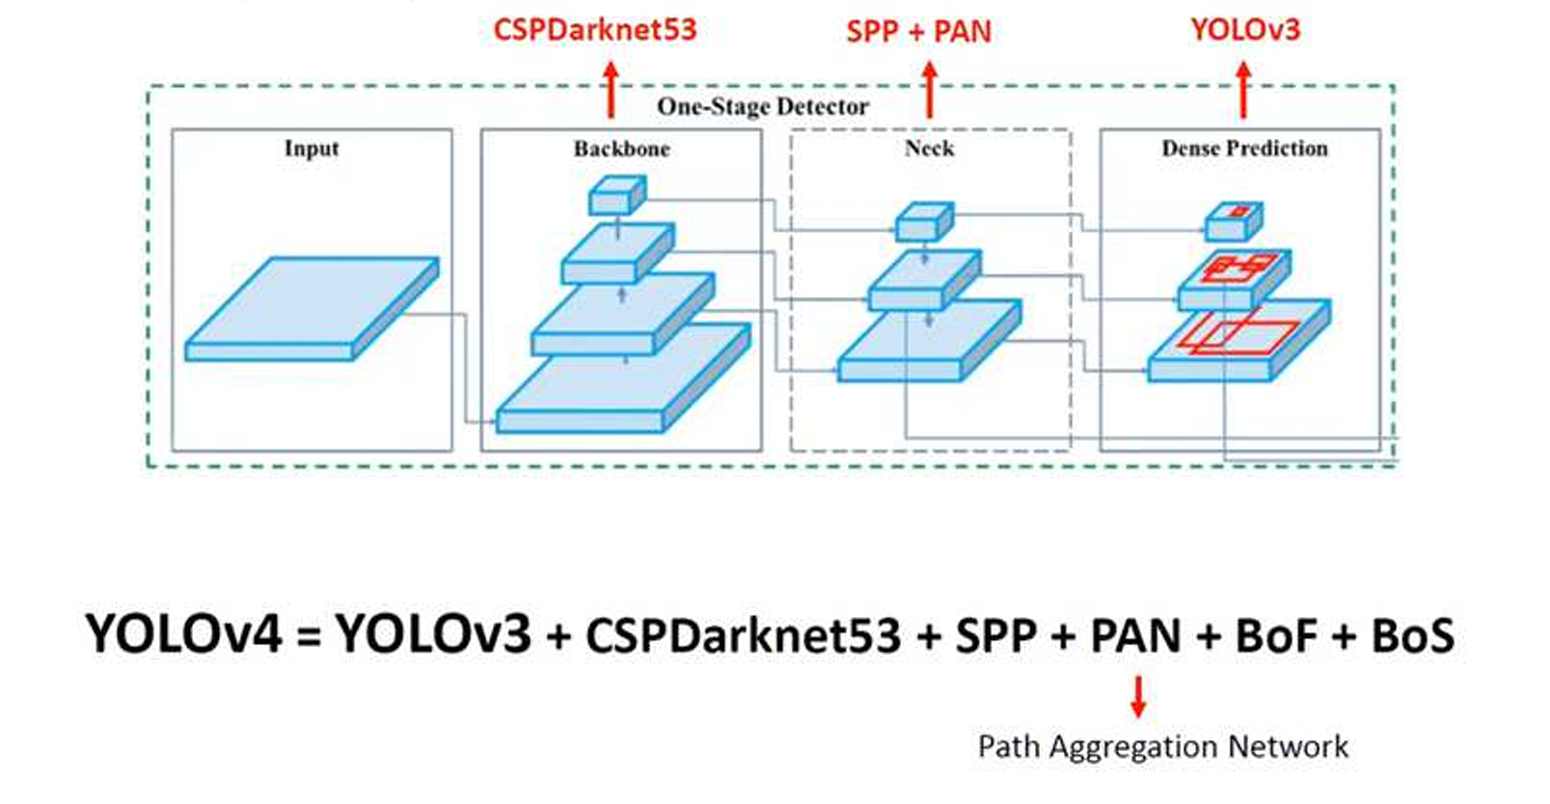 CSPDarknet53 SPP + PAN YOLOv3
One-Stage Detector
Input Backbone Neck Dense Prediction
YOLOv4 = YOLOv3 + CSPDarknet53 + SPP + PAN + BoF + BoS
Path Aggregation Network